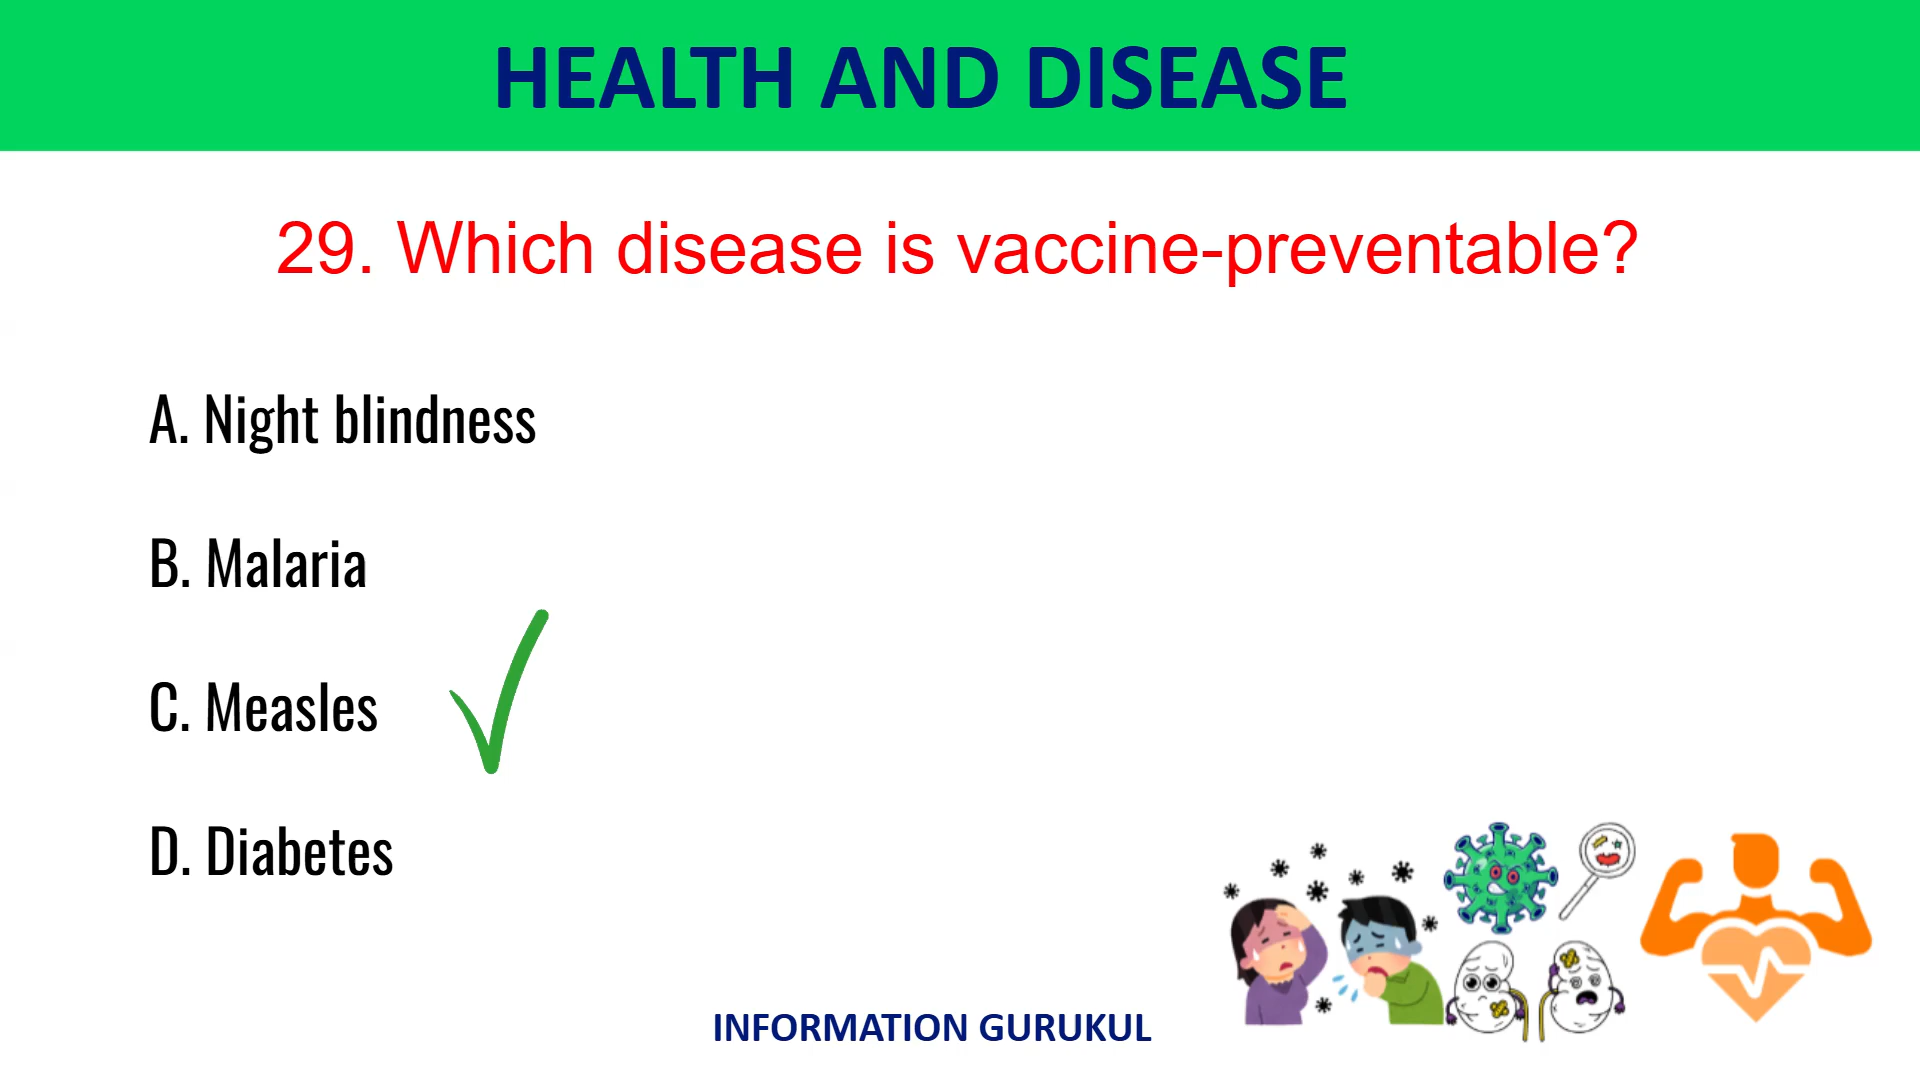 HEALTH AND DISEASE
29. Which disease is vaccine-preventable?
A. Night blindness
B. Malaria
C. Measles
D. Diabetes
INFORMATION GURUKUL